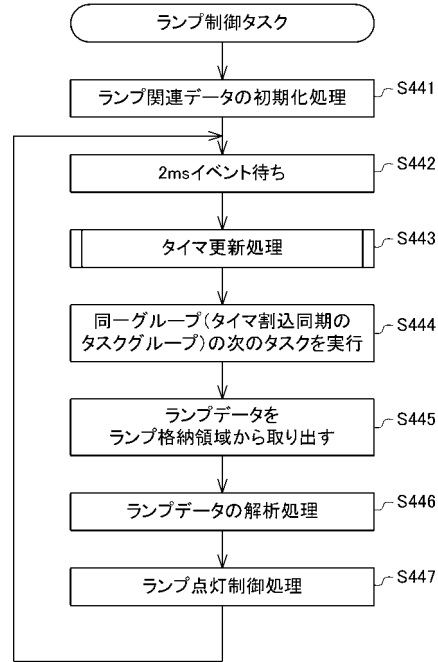 ランプ制御タスク
ランプ関連データの初期化処理
S441
2msイベント待ち
S442
タイマ更新処理
S443
同一グループ(タイマ割込同期の
タスクグループ)の次のタスクを実行
S444
ランプデータを
ランプ格納領域から取り出す
S445
ランプデータの解析処理
S446
ランプ点灯制御処理
S447